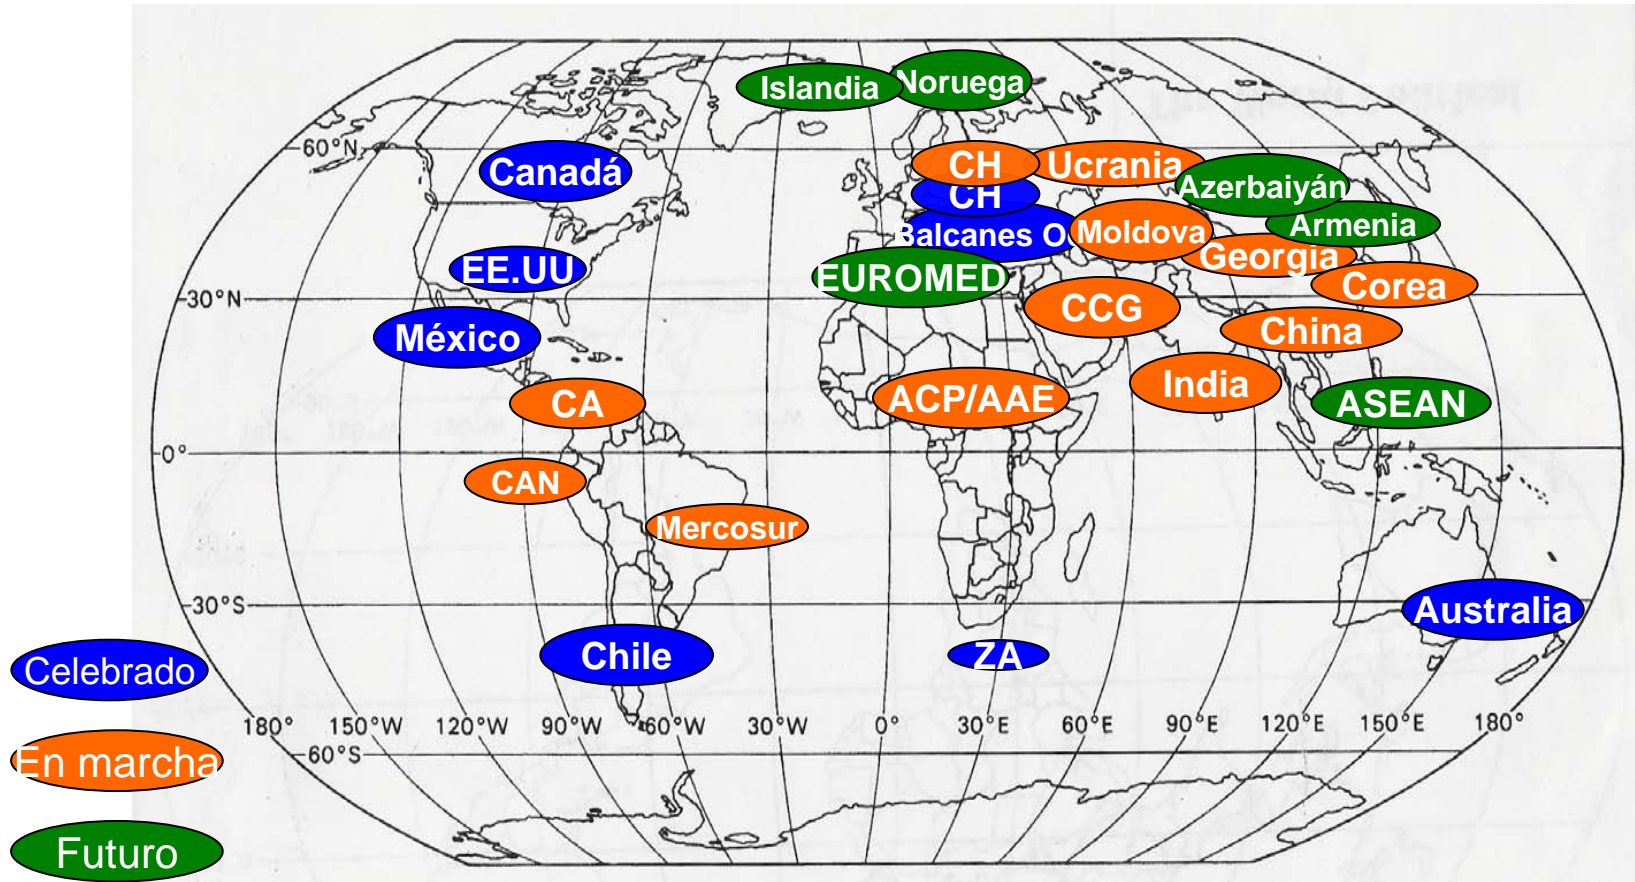 Islandia
Noruega
60°N
Canadá
CH
Ucrania
CH
Azerbaiyán
Balcanes O
Moldova
Armenia
Georgia
EE.UU
EUROMED
Corea
30°N
CCG
México
China
India
CA
ACP/AAE
ASEAN
0°
CAN
Mercosur
30°S
Australia
Chile
ZA
Celebrado
180° 150°W 120°W 90°W 60°W 30°W 0° 30°E 60°E 90°E 120°E 150°E 180°
60°S
En marcha
Futuro